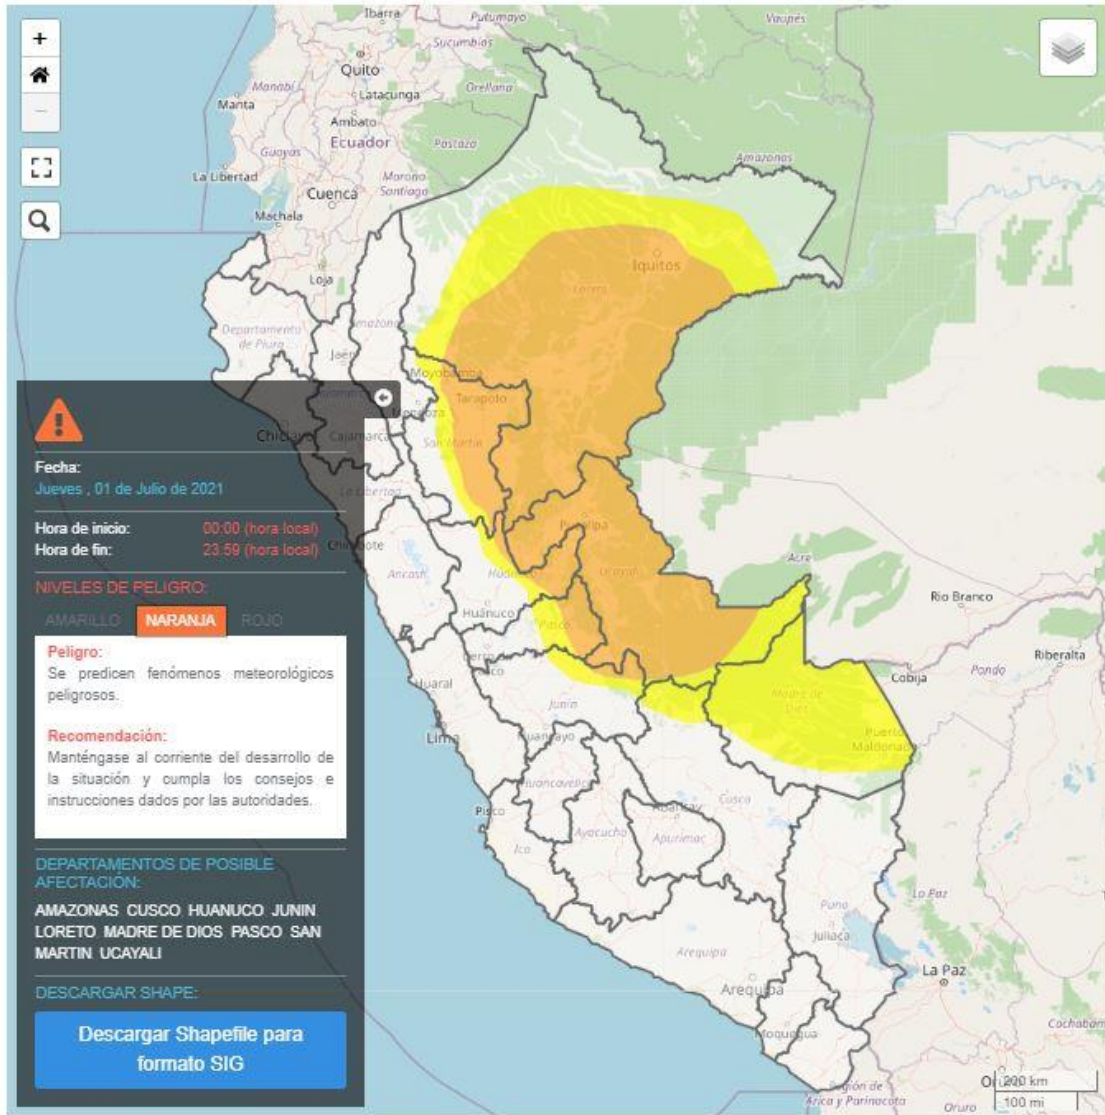 Ibarra
Putumayo
Vaupés
Sucumbíos
Quito
Orellana
Manabí
Latacunga
Manta
Ambato
Ecuador
Pastaza
Guayas
Amazonas
La Libertad
Morona
Santiago
Cuenca
Machala
Iquitos
Loja
Loreto
Amazonas
Departamento
de Piura
Jaén
Moyobamba
Tarapoto
Chiclayo
Cajamarca
San Martín
La Libertad
Chimbote
Pucallpa
Ucayali
Acre
Ancash
Huánuco
Huánuco
Rio Branco
Pasco
Cerro de
Pasco
Riberalta
Pando
Cobija
Huaral
Madre de
Dios
Junín
Puerto
Maldonado
Lima
Huancayo
Huancavelica
Cusco
Pisco
Abancay
Ayacucho
Apurímac
Ica
La Paz
Puno
Juliaca
Arequipa
La Paz
Arequipa
Moquegua
Cochabam
Región de
Arica y Parinacota
Oruro
200 km
100 mi
+
−
Fecha:
Jueves , 01 de Julio de 2021
Hora de inicio: 00:00 (hora local)
Hora de fin: 23:59 (hora local)
NIVELES DE PELIGRO:
AMARILLO NARANJA ROJO
Peligro:
Se predicen fenómenos meteorológicos
peligrosos.
Recomendación:
Manténgase al corriente del desarrollo de
la situación y cumpla los consejos e
instrucciones dados por las autoridades.
DEPARTAMENTOS DE POSIBLE
AFECTACIÓN:
AMAZONAS CUSCO HUANUCO JUNIN
LORETO MADRE DE DIOS PASCO SAN
MARTIN UCAYALI
DESCARGAR SHAPE:
Descargar Shapefile para
formato SIG